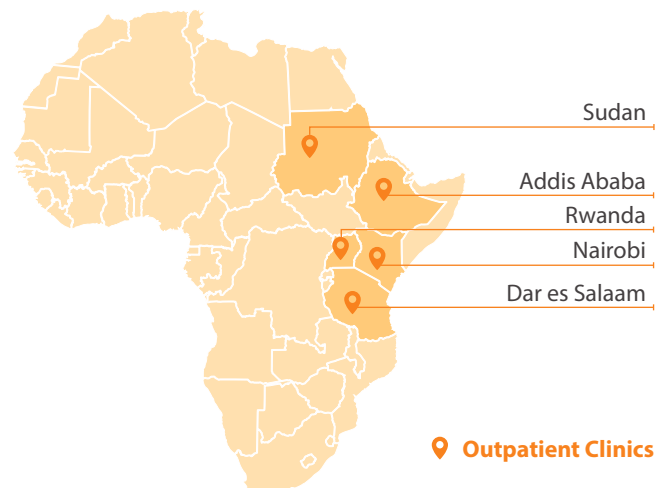 Sudan
Addis Ababa
Rwanda
Nairobi
Dar es Salaam
Outpatient Clinics